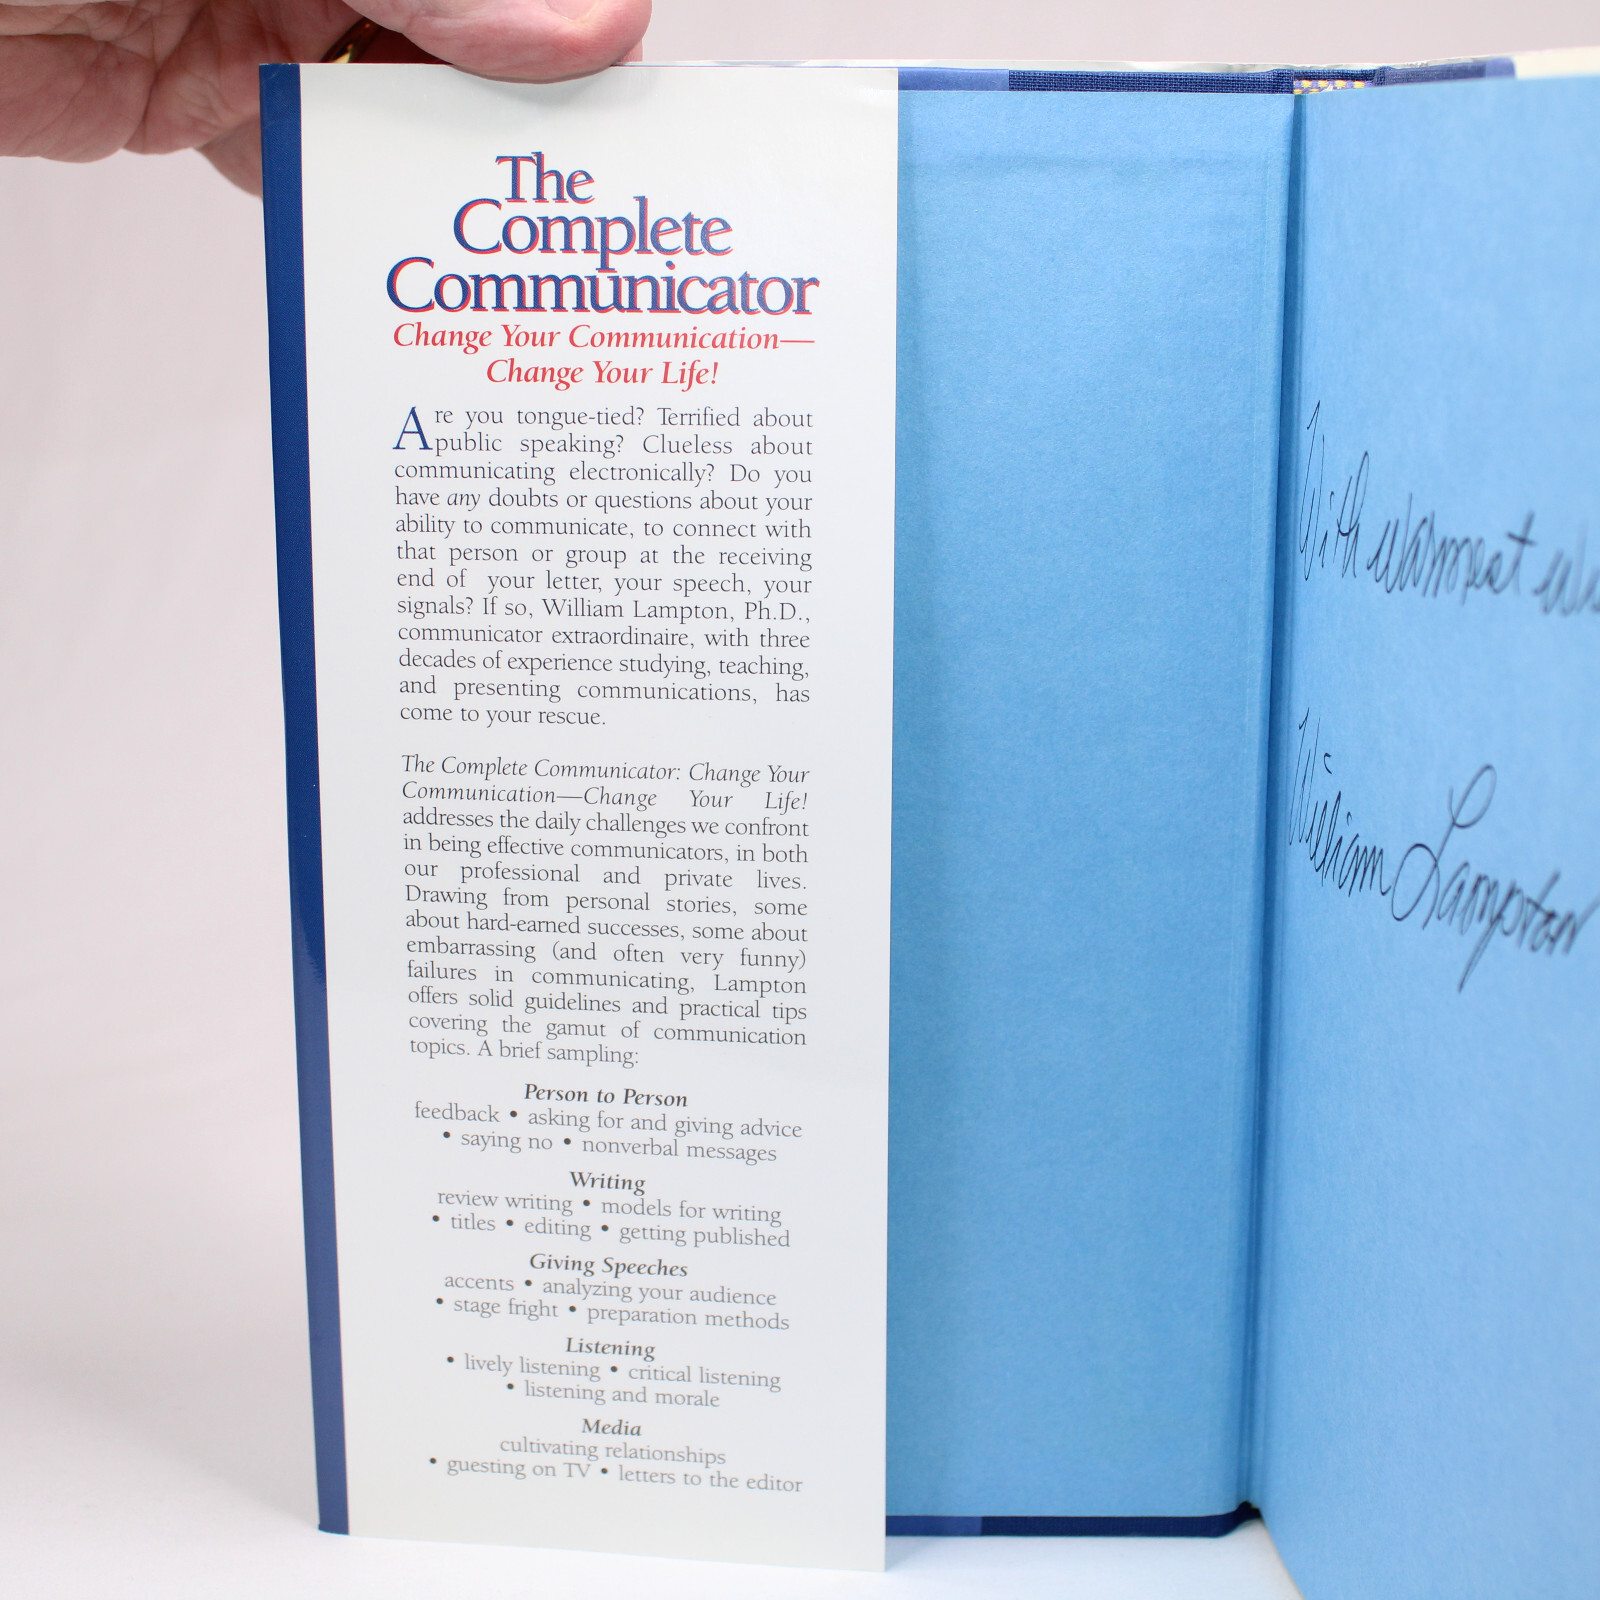 The
Complete
Communicator
Change Your Communication—
Change Your Life!
Are you tongue-tied? Terrified about
public speaking? Clueless about
communicating electronically? Do you
have any doubts or questions about your
ability to communicate, to connect with
that person or group at the receiving
end of your letter, your speech, your
signals? If so, William Lampton, Ph.D.,
communicator extraordinaire, with three
decades of experience studying, teaching,
and presenting communications, has
come to your rescue.
The Complete Communicator: Change Your
Communication—Change Your Life!
addresses the daily challenges we confront
in being effective communicators, in both
our professional and private lives.
Drawing from personal stories, some
about hard-earned successes, some about
embarrassing (and often very funny)
failures in communicating, Lampton
offers solid guidelines and practical tips
covering the gamut of communication
topics. A brief sampling:
Person to Person
feedback • asking for and giving advice
• saying no • nonverbal messages
Writing
review writing • models for writing
• titles • editing • getting published
Giving Speeches
accents • analyzing your audience
• stage fright • preparation methods
Listening
• lively listening • critical listening
• listening and morale
Media
cultivating relationships
• guesting on TV • letters to the editor
With warmest
William Lampton